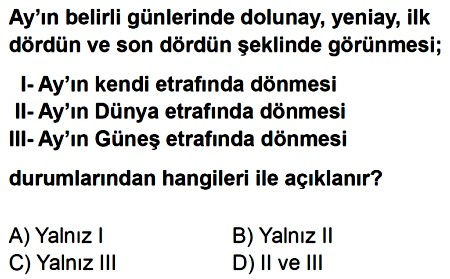 Ay’ın belirli günlerinde dolunay, yeniay, ilk
dördün ve son dördün şeklinde görünmesi;
I- Ay’ın kendi etrafında dönmesi
II- Ay’ın Dünya etrafında dönmesi
III- Ay’ın Güneş etrafında dönmesi
durumlarından hangileri ile açıklanır?
A) Yalnız I B) Yalnız II
C) Yalnız III D) II ve III